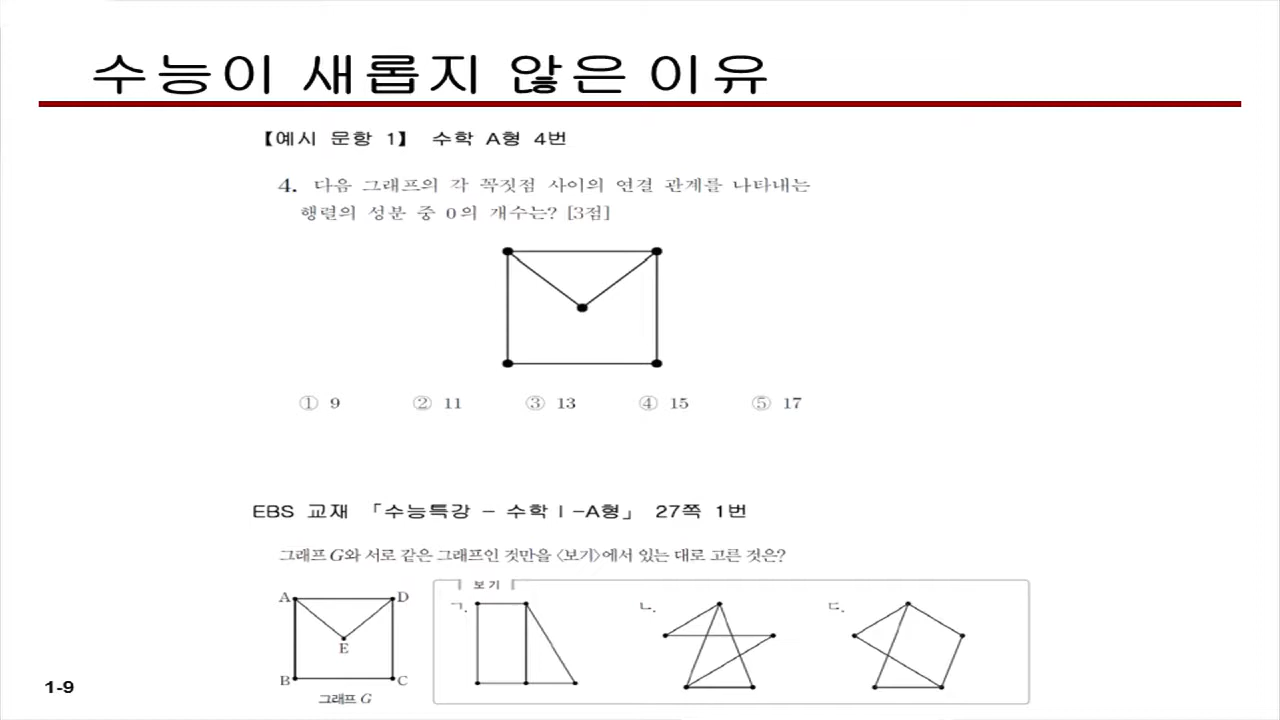 수능이 새롭지 않은 이유
【예시 문항 1】 수학 A형 4번
4. 다음 그래프의 각 꼭짓점 사이의 연결 관계를 나타내는
행렬의 성분 중 0의 개수는? [3점]
① 9 ② 11 ③ 13 ④ 15 ⑤ 17
EBS 교재 「수능특강 – 수학Ⅰ-A형」 27쪽 1번
그래프 G와 서로 같은 그래프인 것만을 〈보기〉에서 있는 대로 고른 것은?
보기
A D ㄱ. ㄴ. ㄷ.
E
B C
그래프 G
1-9